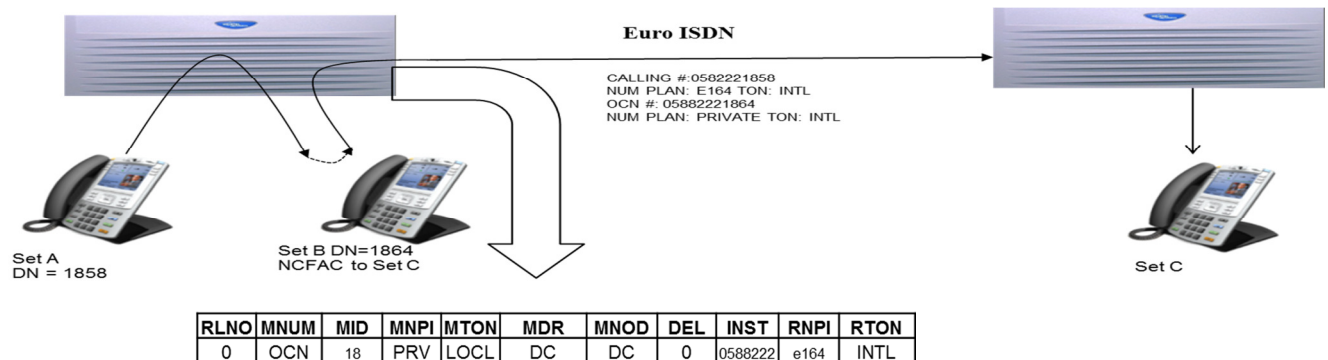 Euro ISDN
CALLING #:0582221858
NUM PLAN: E164 TON: INTL
OCN #: 05882221864
NUM PLAN: PRIVATE TON: INTL
Set A
DN = 1858
Set B DN=1864
NCFAC to Set C
Set C
RLNO MNUM MID MNPI MTON MDR MNOD DEL INST RNPI RTON
0 OCN 18 PRV LOCL DC DC 0 0588222 e164 INTL